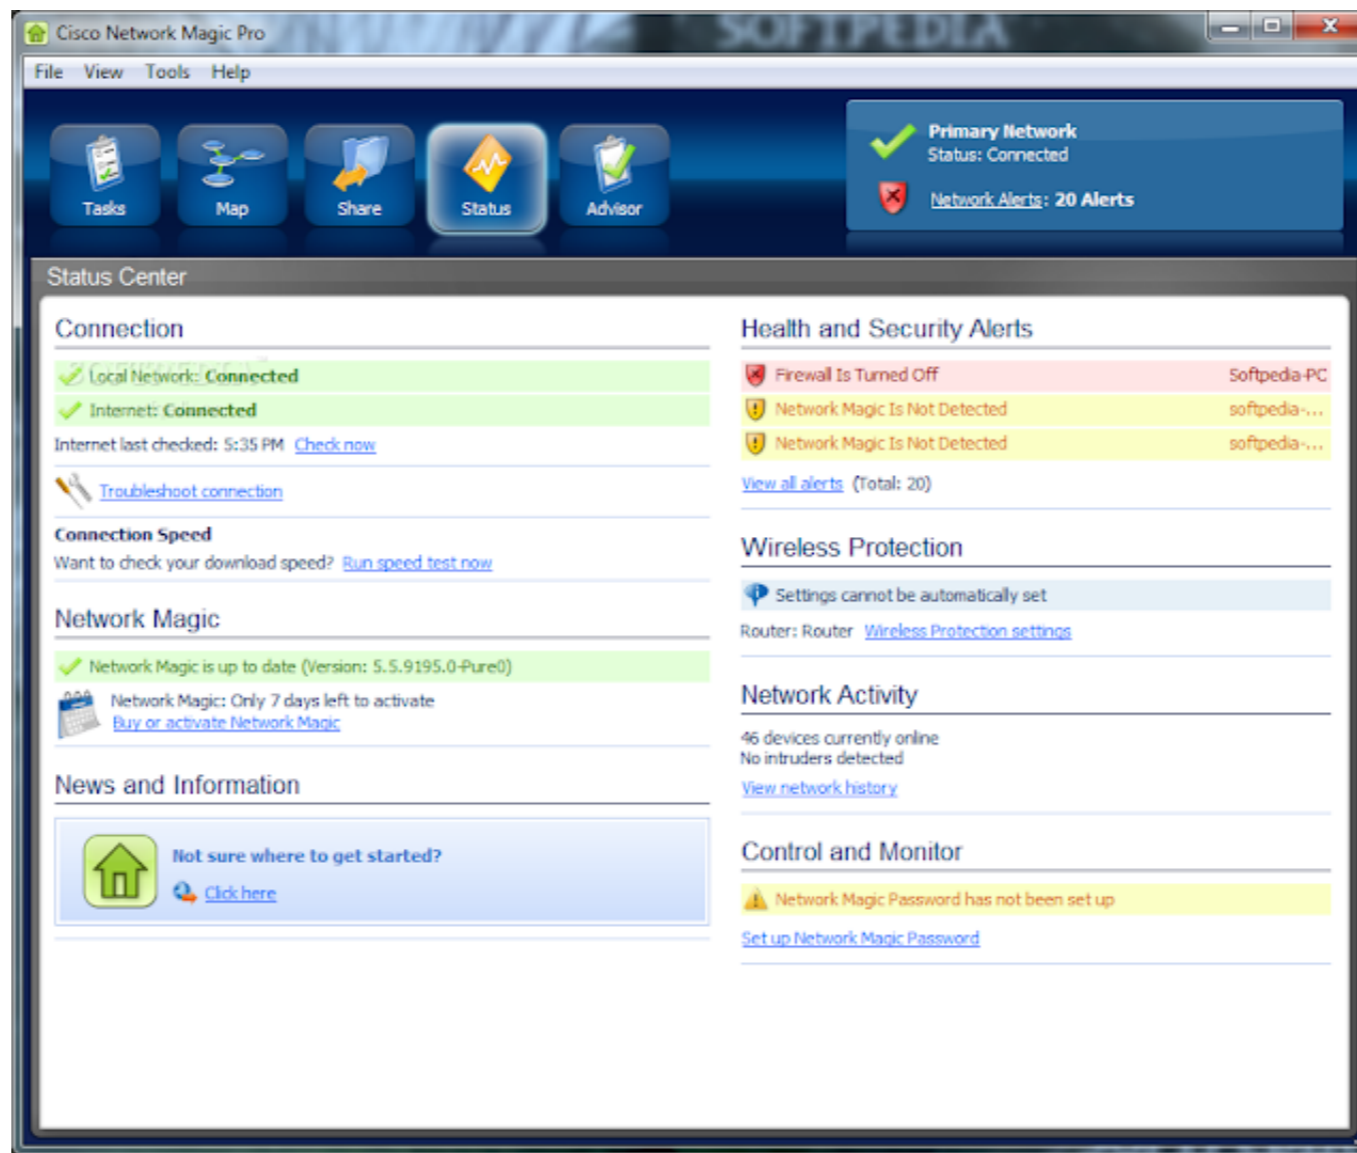 SOFTPEDIA
Cisco Network Magic Pro
File View Tools Help
Tasks
Map
Share
Status
Advisor
Primary Network
Status: Connected
Network Alerts: 20 Alerts
Status Center
Connection
Local Network: Connected
Internet: Connected
Internet last checked: 5:35 PM Check now
Troubleshoot connection
Connection Speed
Want to check your download speed? Run speed test now
Network Magic
Network Magic is up to date (Version: 5.5.9195.0-Pure0)
Network Magic: Only 7 days left to activate
Buy or activate Network Magic
News and Information
Not sure where to get started?
Click here
Health and Security Alerts
Firewall Is Turned Off Softpedia-PC
Network Magic Is Not Detected softpedia-...
Network Magic Is Not Detected softpedia-...
View all alerts (Total: 20)
Wireless Protection
Settings cannot be automatically set
Router: Router Wireless Protection settings
Network Activity
46 devices currently online
No intruders detected
View network history
Control and Monitor
Network Magic Password has not been set up
Set up Network Magic Password